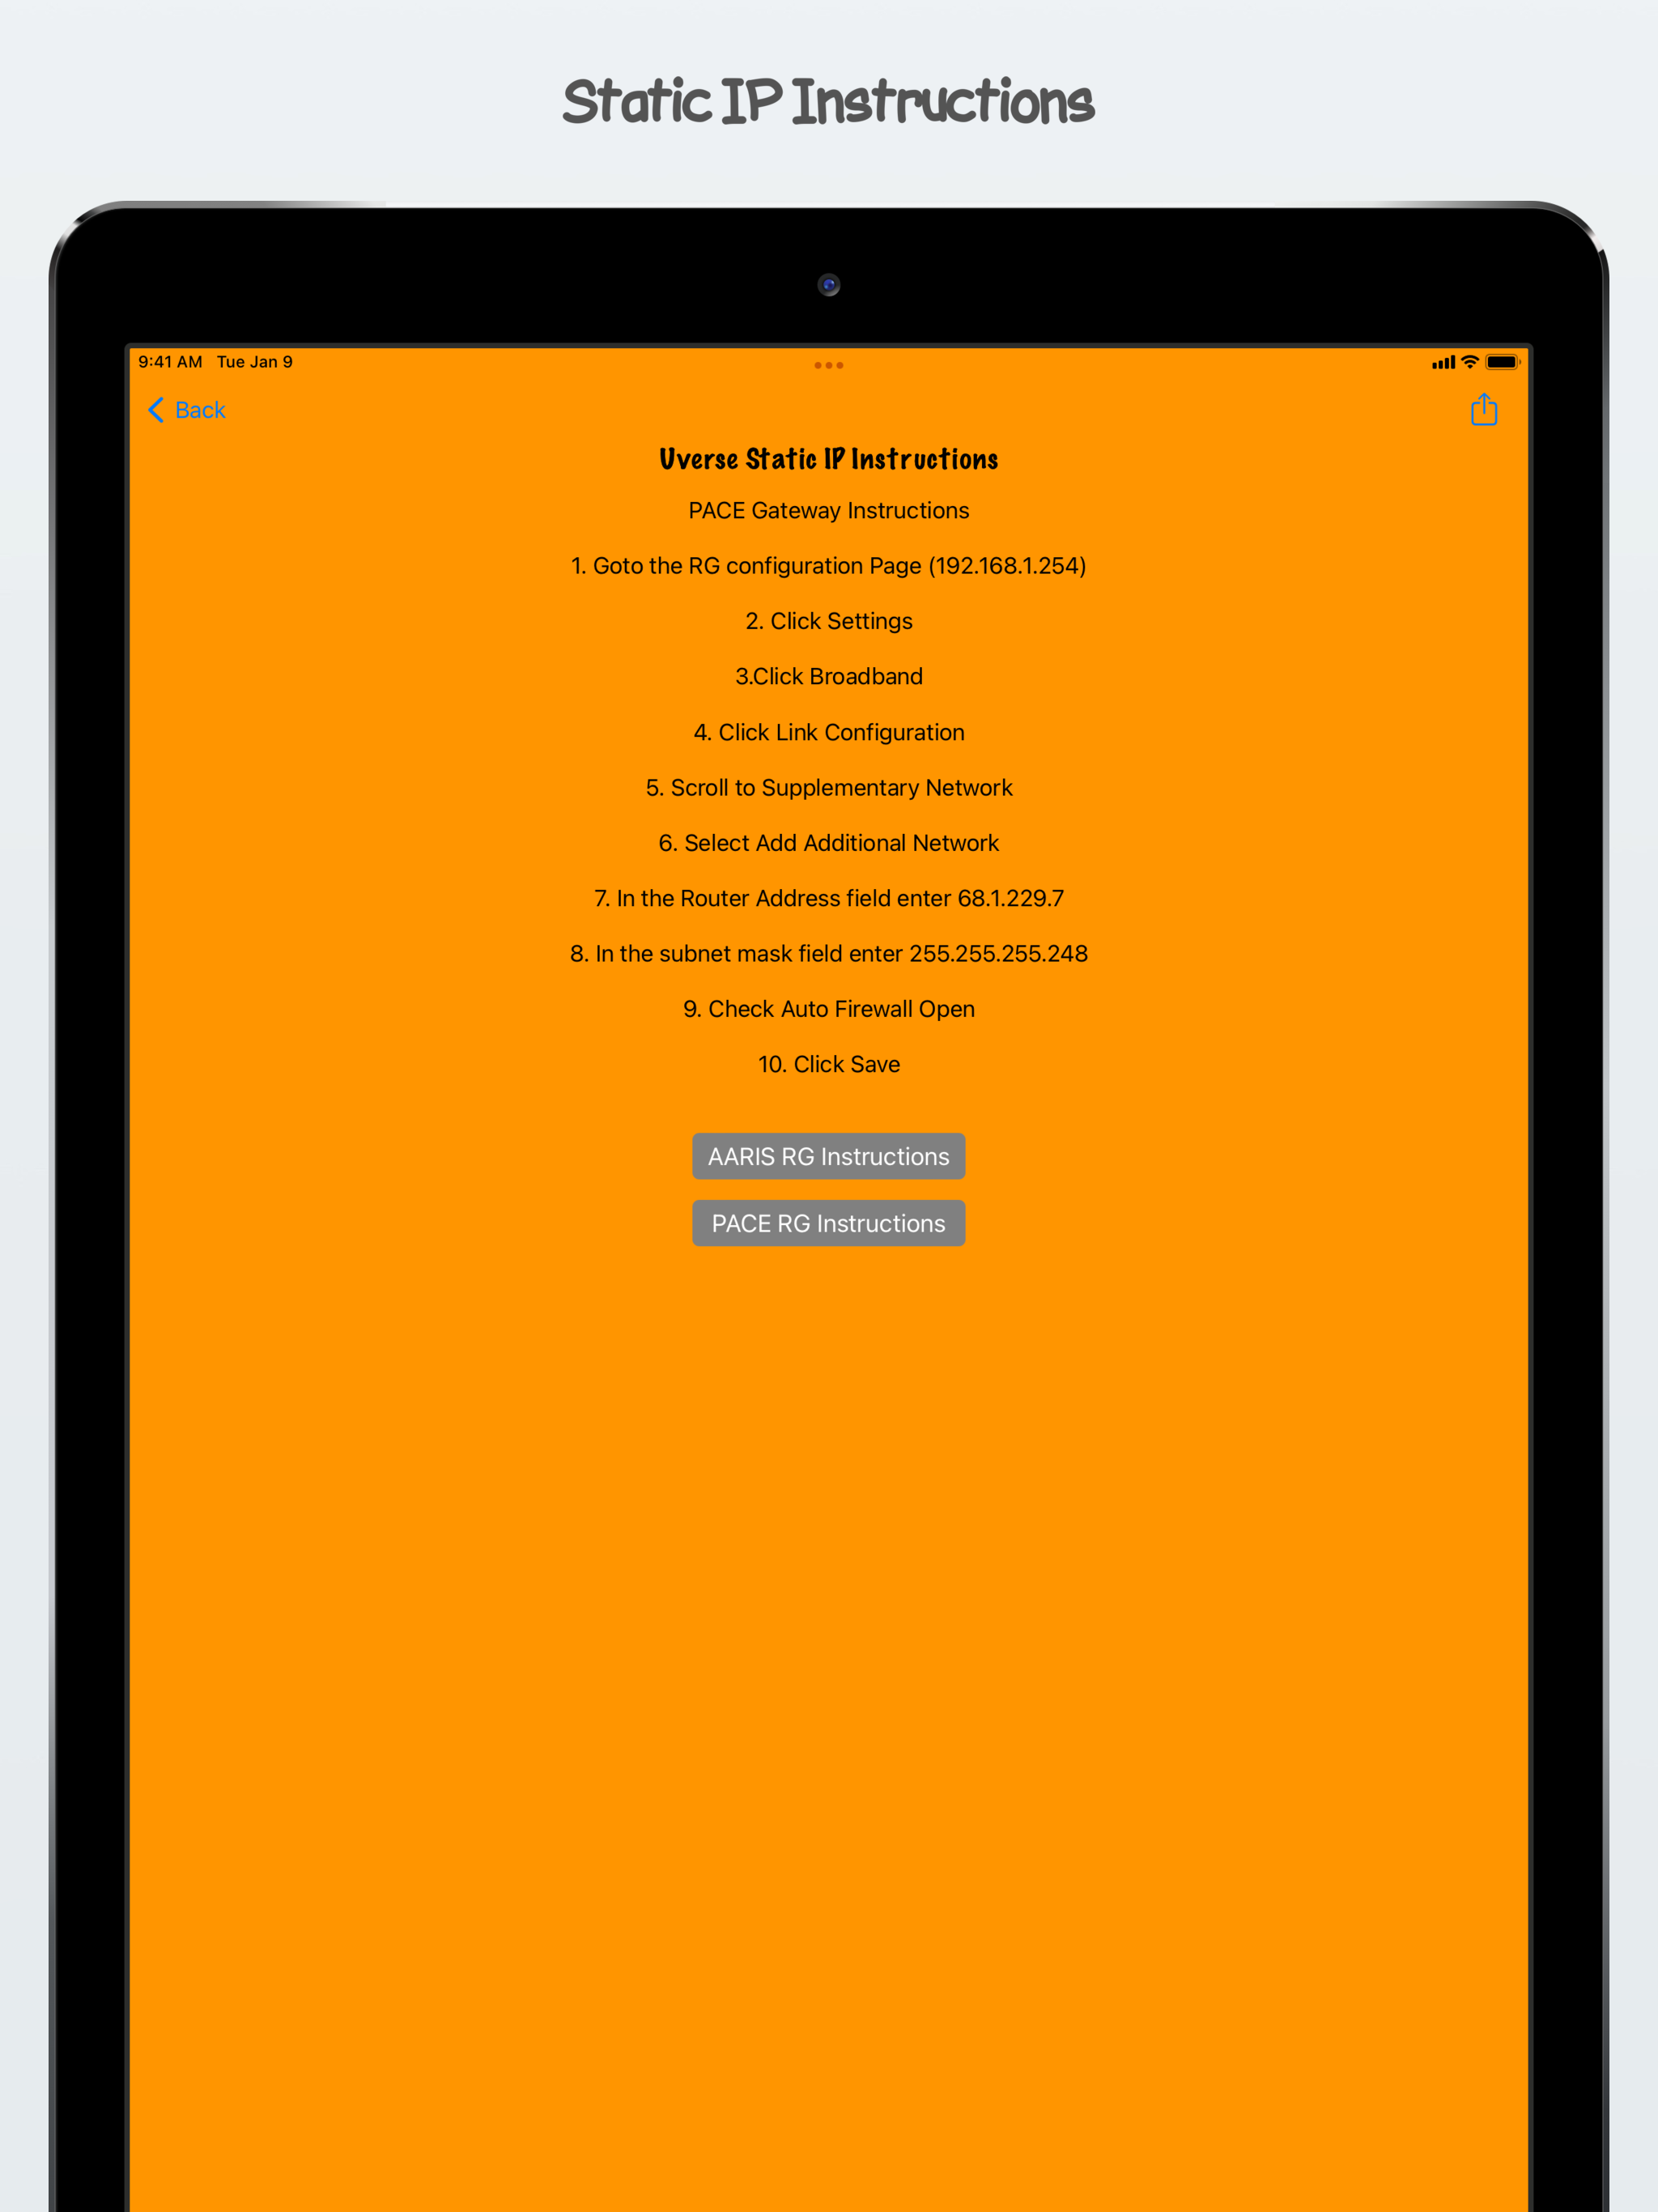 Static IP Instructions
9:41 AM Tue Jan 9
Back
Uverse Static IP Instructions
PACE Gateway Instructions
1. Goto the RG configuration Page (192.168.1.254)
2. Click Settings
3.Click Broadband
4. Click Link Configuration
5. Scroll to Supplementary Network
6. Select Add Additional Network
7. In the Router Address field enter 68.1.229.7
8. In the subnet mask field enter 255.255.255.248
9. Check Auto Firewall Open
10. Click Save
AARIS RG Instructions
PACE RG Instructions